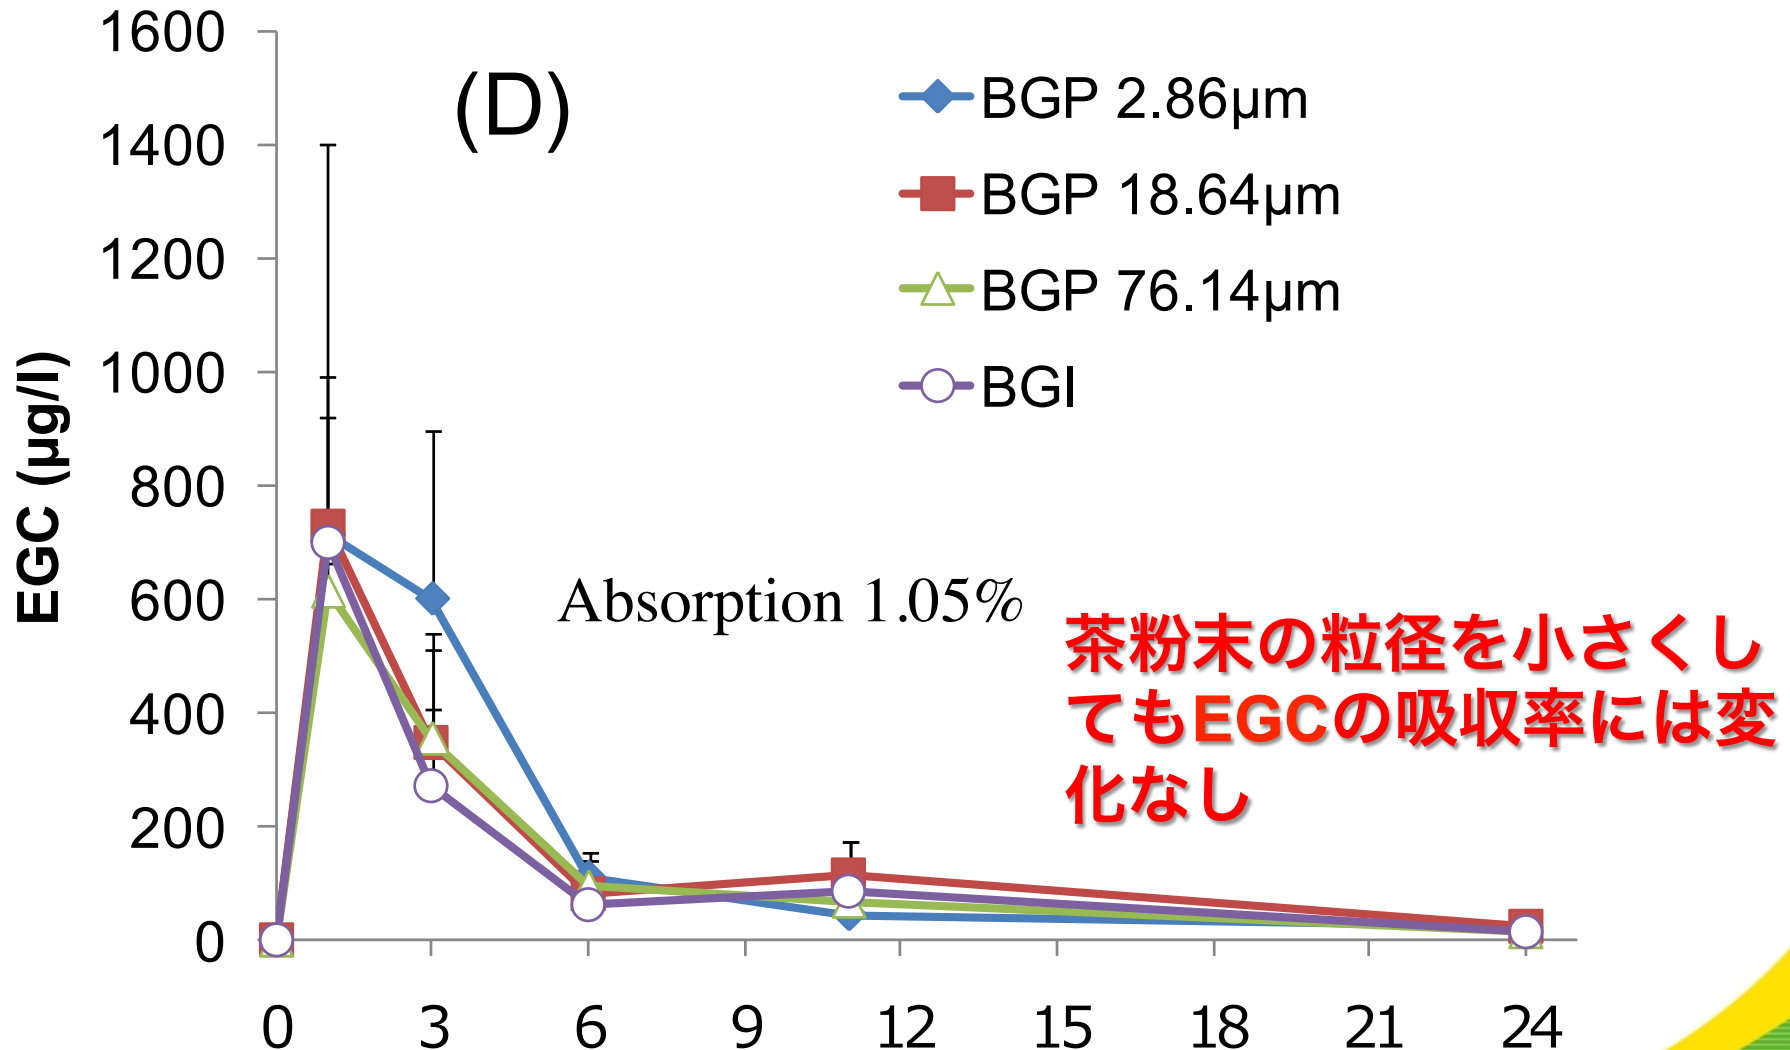 1600
1400
1200
1000
800
600
400
200
0
EGC (µg/l)
(D)
BGP 2.86µm
BGP 18.64µm
BGP 76.14µm
BGI
Absorption 1.05%
茶粉末の粒径を小さくし
てもEGCの吸収率には変
化なし
0 3 6 9 12 15 18 21 24